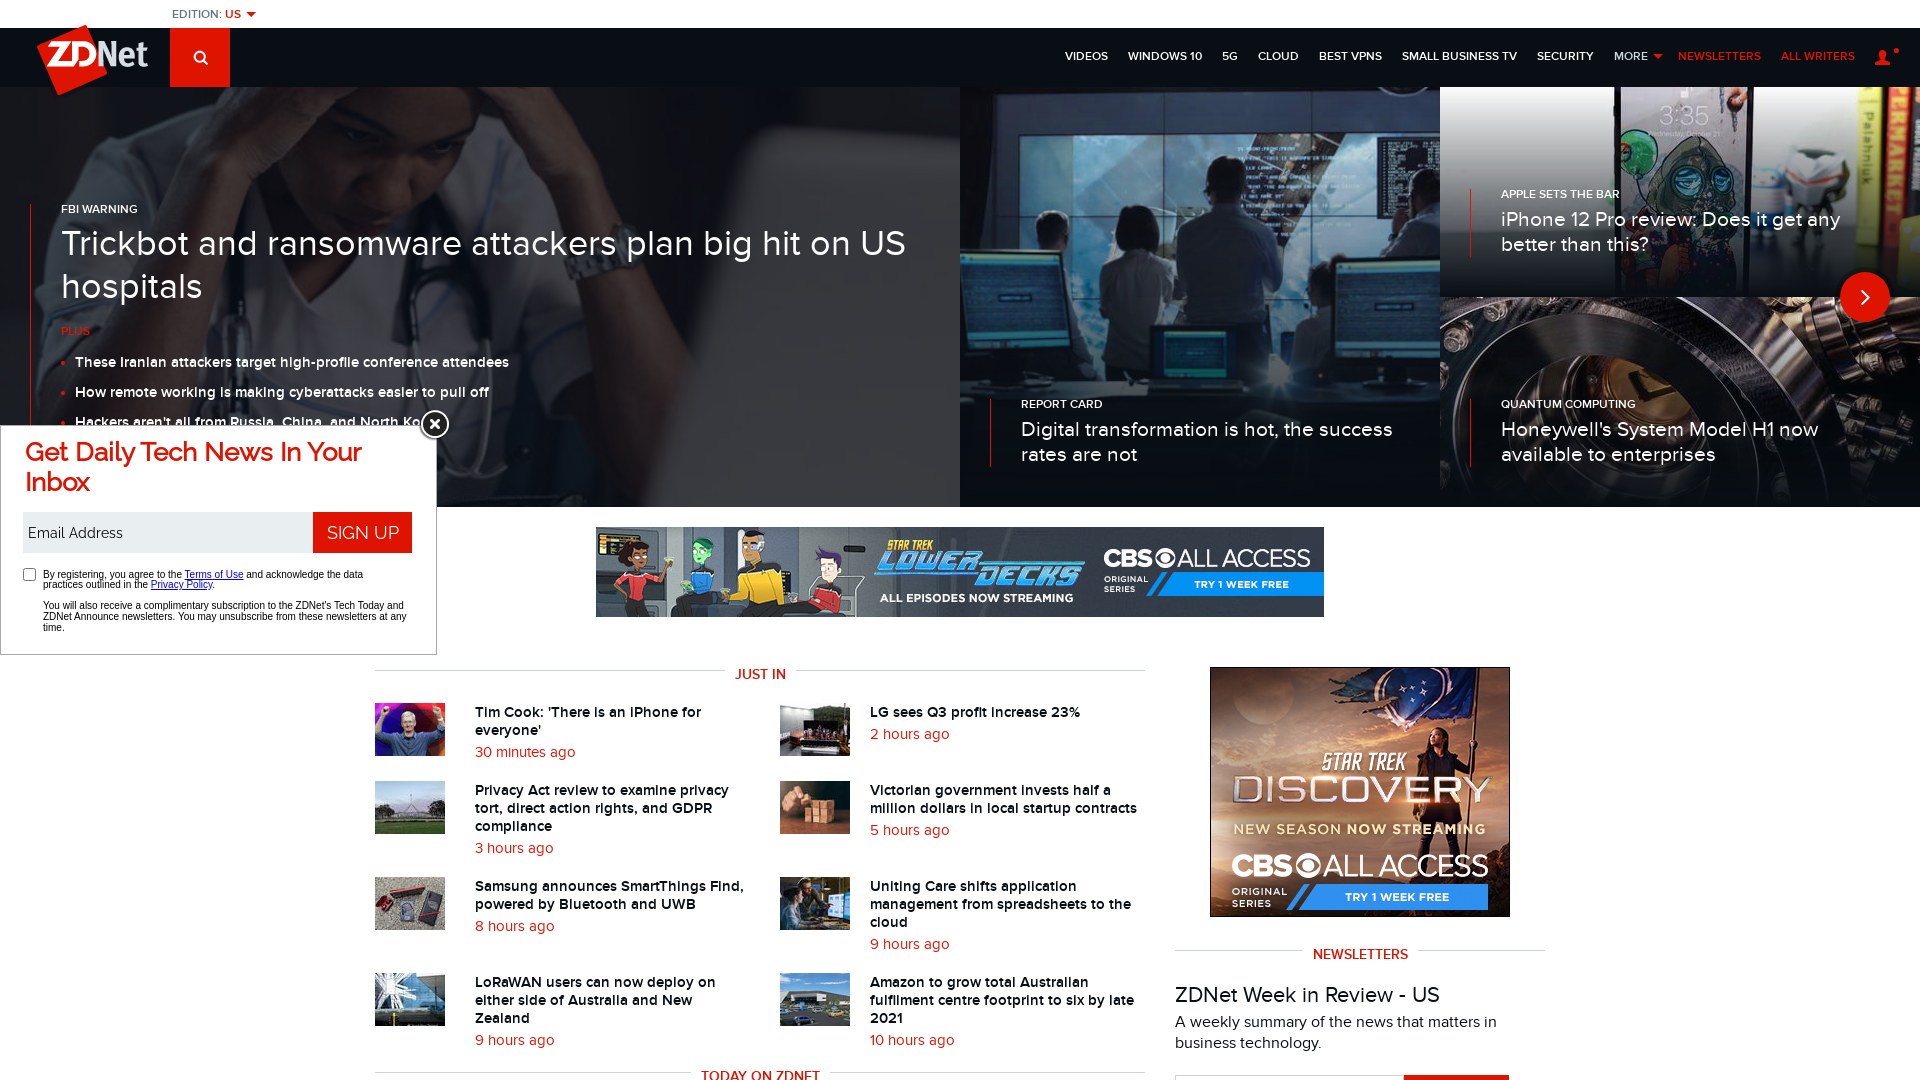 EDITION: US
ZDNet
VIDEOS WINDOWS 10 5G CLOUD BEST VPNS SMALL BUSINESS TV SECURITY MORE NEWSLETTERS ALL WRITERS
FBI WARNING
Trickbot and ransomware attackers plan big hit on US
hospitals
PLUS
These Iranian attackers target high-profile conference attendees
How remote working is making cyberattacks easier to pull off
Hackers aren't all from Russia, China, and North Ko
REPORT CARD
Digital transformation is hot, the success
rates are not
3:35
Wednesday, October 21
APPLE SETS THE BAR
iPhone 12 Pro review: Does it get any
better than this?
Palahniuk
QUANTUM COMPUTING
Honeywell's System Model H1 now
available to enterprises
Get Daily Tech News In Your
Inbox
Email Address
SIGN UP
By registering, you agree to the Terms of Use and acknowledge the data
practices outlined in the Privacy Policy.
You will also receive a complimentary subscription to the ZDNet's Tech Today and
ZDNet Announce newsletters. You may unsubscribe from these newsletters at any
time.
STAR TREK
LOWER DECKS
ALL EPISODES NOW STREAMING
CBS ALL ACCESS
ORIGINAL
SERIES
TRY 1 WEEK FREE
JUST IN
Tim Cook: 'There is an iPhone for
everyone'
30 minutes ago
LG sees Q3 profit increase 23%
2 hours ago
Privacy Act review to examine privacy
tort, direct action rights, and GDPR
compliance
3 hours ago
Victorian government invests half a
million dollars in local startup contracts
5 hours ago
Samsung announces SmartThings Find,
powered by Bluetooth and UWB
8 hours ago
Uniting Care shifts application
management from spreadsheets to the
cloud
9 hours ago
LoRaWAN users can now deploy on
either side of Australia and New
Zealand
9 hours ago
Amazon to grow total Australian
fulfilment centre footprint to six by late
2021
10 hours ago
TODAY ON ZDNET
STAR TREK
DISCOVERY
NEW SEASON NOW STREAMING
CBS ALL ACCESS
ORIGINAL
SERIES
TRY 1 WEEK FREE
NEWSLETTERS
ZDNet Week in Review - US
A weekly summary of the news that matters in
business technology.